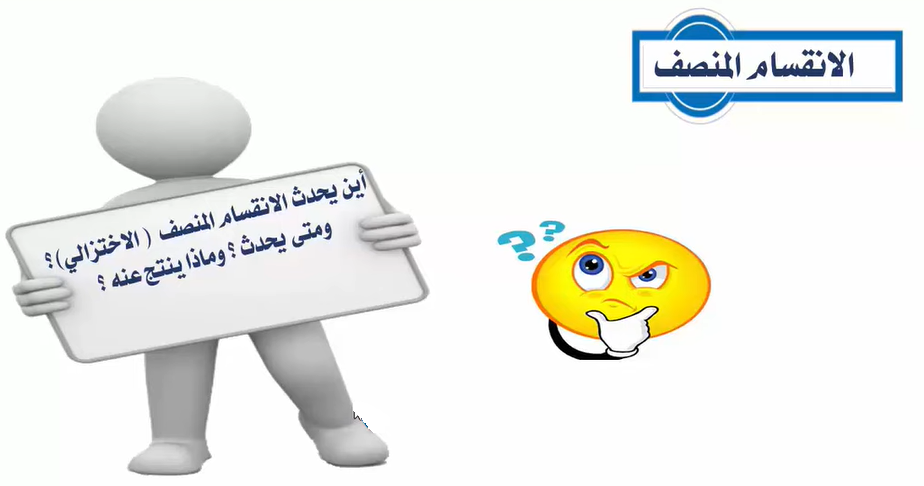 الانقسام المنصف
أين يحدث الانقسام المنصف (الاختزالي)؟
ومتى يحدث؟ وماذا ينتج عنه؟
? ?